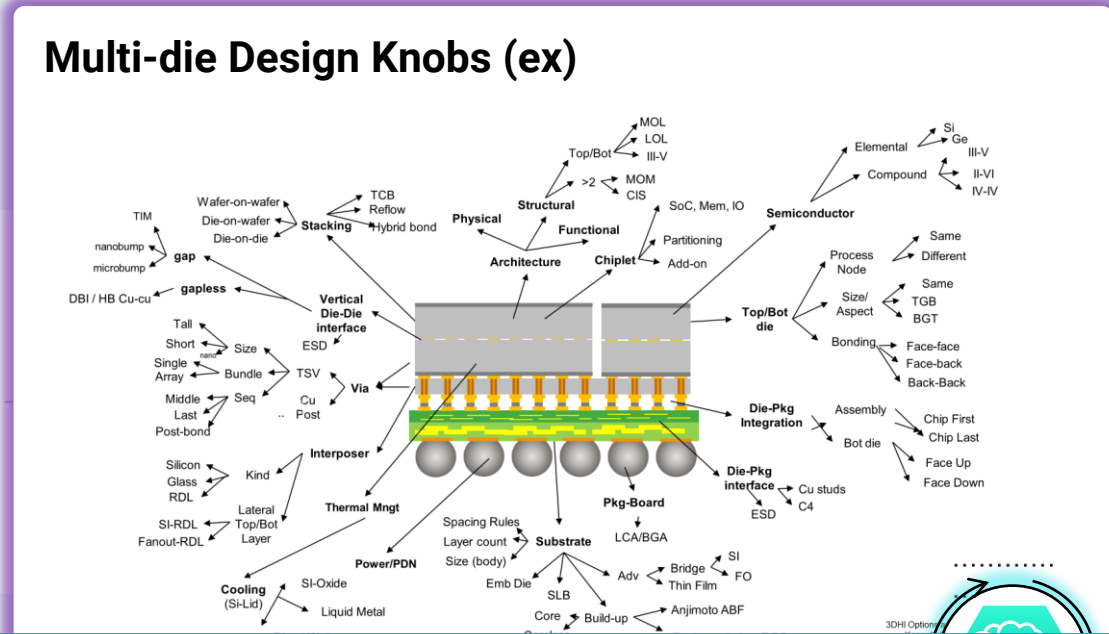 Multi-die Design Knobs (ex)
MOL
LOL
III-V
Top/Bot
>2
MOM
CIS
Structural
Physical
Functional
Architecture
SoC, Mem, IO
Chiplet
Partitioning
Add-on
Si
Ge
Elemental
III-V
Compound
II-VI
IV-IV
Semiconductor
Wafer-on-wafer
Die-on-wafer
Die-on-die
Stacking
TCB
Reflow
Hybrid bond
TIM
nanobump
microbump
gap
gapless
DBI / HB Cu-cu
Vertical
Die-Die
interface
ESD
Tall
Short
nano
Size
Single
Array
Bundle
TSV
Via
Middle
Last
Post-bond
Seq
..
Cu
Post
Interposer
Silicon
Glass
RDL
Kind
SI-RDL
Fanout-RDL
Lateral
Top/Bot
Layer
Thermal Mngt
Cooling
(Si-Lid)
SI-Oxide
Liquid Metal
Power/PDN
Spacing Rules
Layer count
Size (body)
Substrate
Emb Die
SLB
Core
Build-up
Anjimoto ABF
Adv
Bridge
Thin Film
SI
FO
Pkg-Board
LCA/BGA
Die-Pkg
interface
Cu studs
C4
ESD
Die-Pkg
Integration
Assembly
Chip First
Chip Last
Bot die
Face Up
Face Down
Top/Bot
die
Process
Node
Same
Different
Size/
Aspect
Same
TGB
BGT
Bonding
Face-face
Face-back
Back-Back
3DHI Options